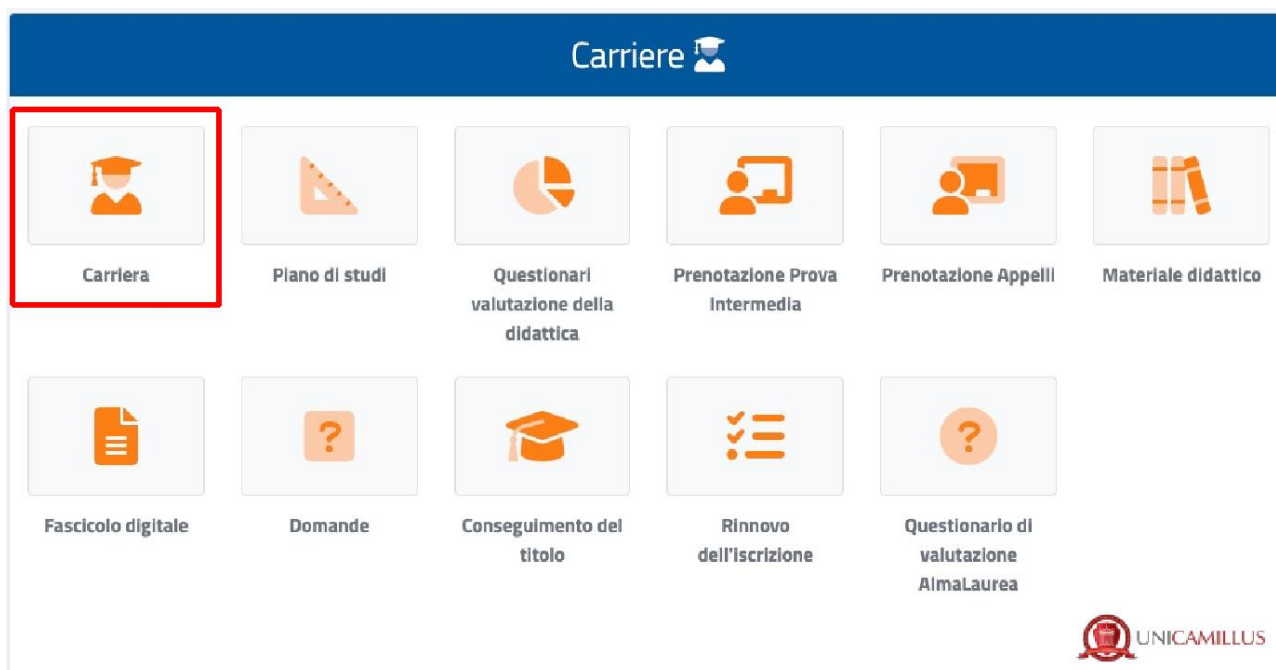 Carriere
Carriera
Piano di studi
Questionari
valutazione della
didattica
Prenotazione Prova
Intermedia
Prenotazione Appelli
Materiale didattico
?
?
Fascicolo digitale
Domande
Conseguimento del
titolo
Rinnovo
dell'iscrizione
Questionario di
valutazione
AlmaLaurea
UNICAMILLUS